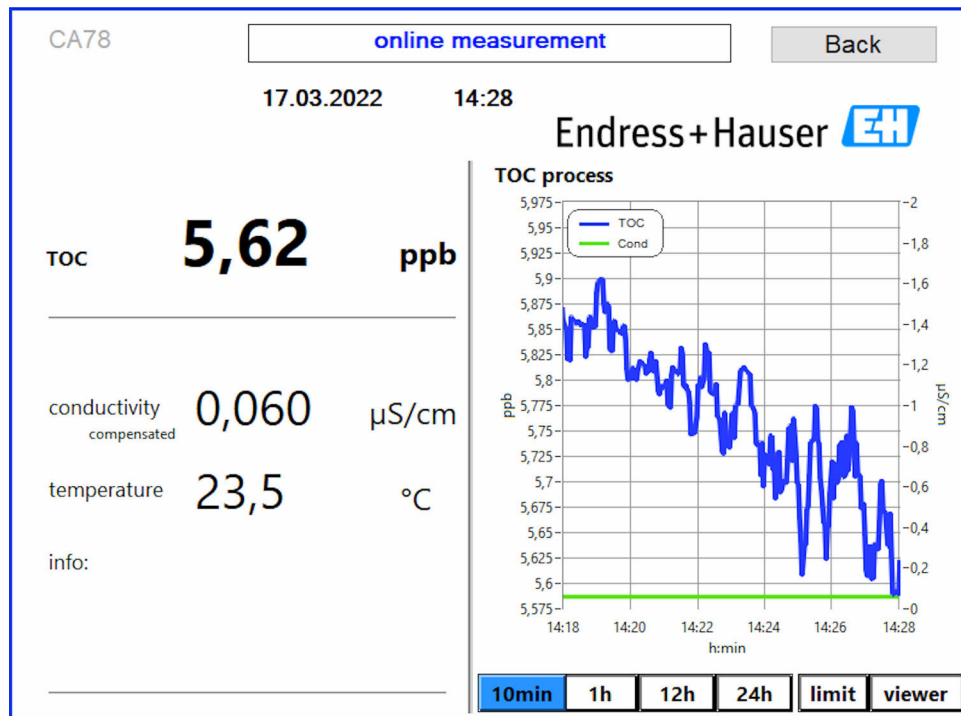 CA78
online measurement
Back
17.03.2022 14:28
Endress+Hauser EH
TOC 5,62 ppb
conductivity 0,060 µS/cm
compensated
temperature 23,5 °C
info:
TOC process
5,975
5,95
5,925
5,9
5,875
5,85
5,825
5,8
5,775
5,75
5,725
5,7
5,675
5,65
5,625
5,6
5,575
ppb
TOC
Cond
-2
-1,8
-1,6
-1,4
-1,2
-1
-0,8
-0,6
-0,4
-0,2
-0
µS/cm
14:18 14:20 14:22 14:24 14:26 14:28
h:min
10min 1h 12h 24h limit viewer